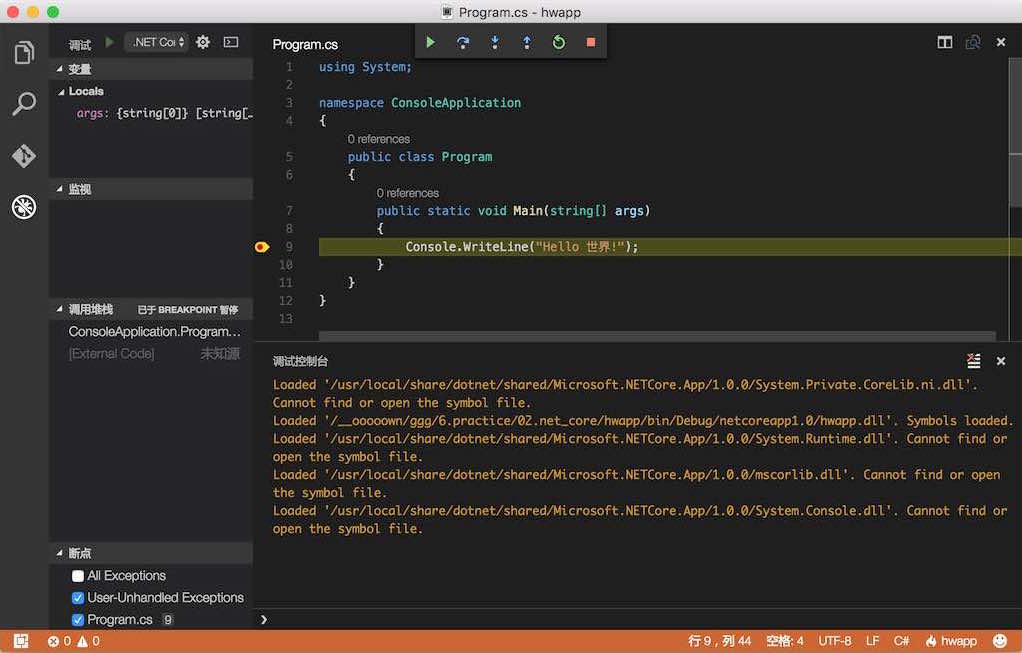 Program.cs - hwapp
调试 .NET Coi
Program.cs
变量
Locals
args: {string[0]} [string[…
监视
调用堆栈 已于 BREAKPOINT 暂停
ConsoleApplication.Program…
[External Code] 未知源
断点
All Exceptions
User-Unhandled Exceptions
Program.cs 9
1 using System;
2
3 namespace ConsoleApplication
4 {
0 references
5 public class Program
6 {
0 references
7 public static void Main(string[] args)
8 {
9 Console.WriteLine("Hello 世界!");
10 }
11 }
12 }
13
调试控制台
Loaded '/usr/local/share/dotnet/shared/Microsoft.NETCore.App/1.0.0/System.Private.CoreLib.ni.dll'.
Cannot find or open the symbol file.
Loaded '/__oooooown/ggg/6.practice/02.net_core/hwapp/bin/Debug/netcoreapp1.0/hwapp.dll'. Symbols loaded.
Loaded '/usr/local/share/dotnet/shared/Microsoft.NETCore.App/1.0.0/System.Runtime.dll'. Cannot find or
open the symbol file.
Loaded '/usr/local/share/dotnet/shared/Microsoft.NETCore.App/1.0.0/mscorlib.dll'. Cannot find or open
the symbol file.
Loaded '/usr/local/share/dotnet/shared/Microsoft.NETCore.App/1.0.0/System.Console.dll'. Cannot find or
open the symbol file.
0 0 行 9，列 44 空格: 4 UTF-8 LF C# hwapp